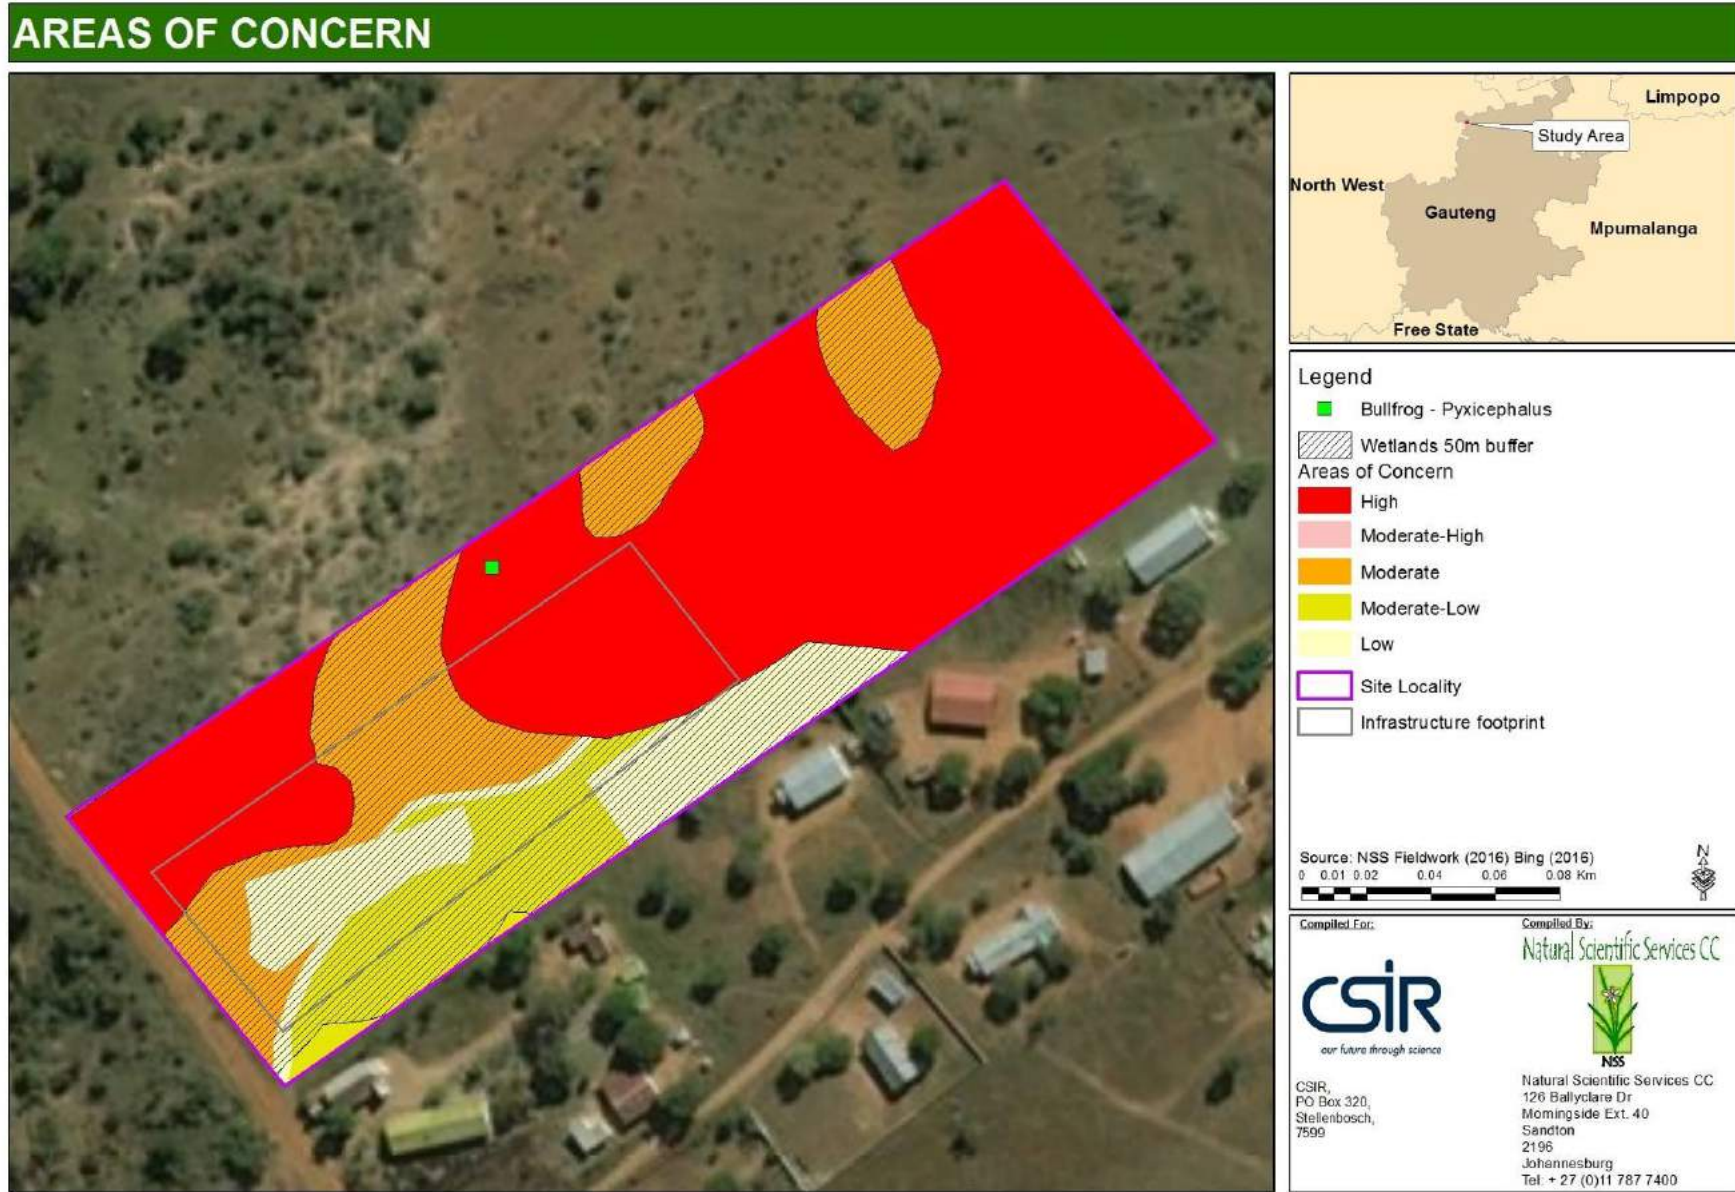 AREAS OF CONCERN
Limpopo
Study Area
North West
Gauteng
Mpumalanga
Free State
Legend
Bullfrog - Pyxicephalus
Wetlands 50m buffer
Areas of Concern
High
Moderate-High
Moderate
Moderate-Low
Low
Site Locality
Infrastructure footprint
Source: NSS Fieldwork (2016) Bing (2016)
0 0.01 0.02 0.04 0.06 0.08 Km
N
Compiled For:
CSIR
our future through science
CSIR,
PO Box 320,
Stellenbosch,
7599
Compiled By:
Natural Scientific Services CC
NSS
Natural Scientific Services CC
126 Ballyclare Dr
Morningside Ext. 40
Sandton
2196
Johannesburg
Tel: + 27 (0)11 787 7400